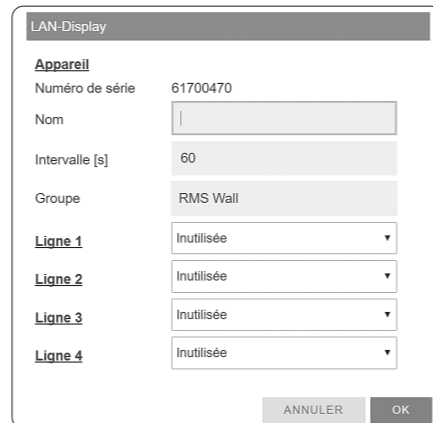 LAN-Display
Appareil
Numéro de série 61700470
Nom
Intervalle [s] 60
Groupe RMS Wall
Ligne 1 Inutilisée
Ligne 2 Inutilisée
Ligne 3 Inutilisée
Ligne 4 Inutilisée
ANNULER OK